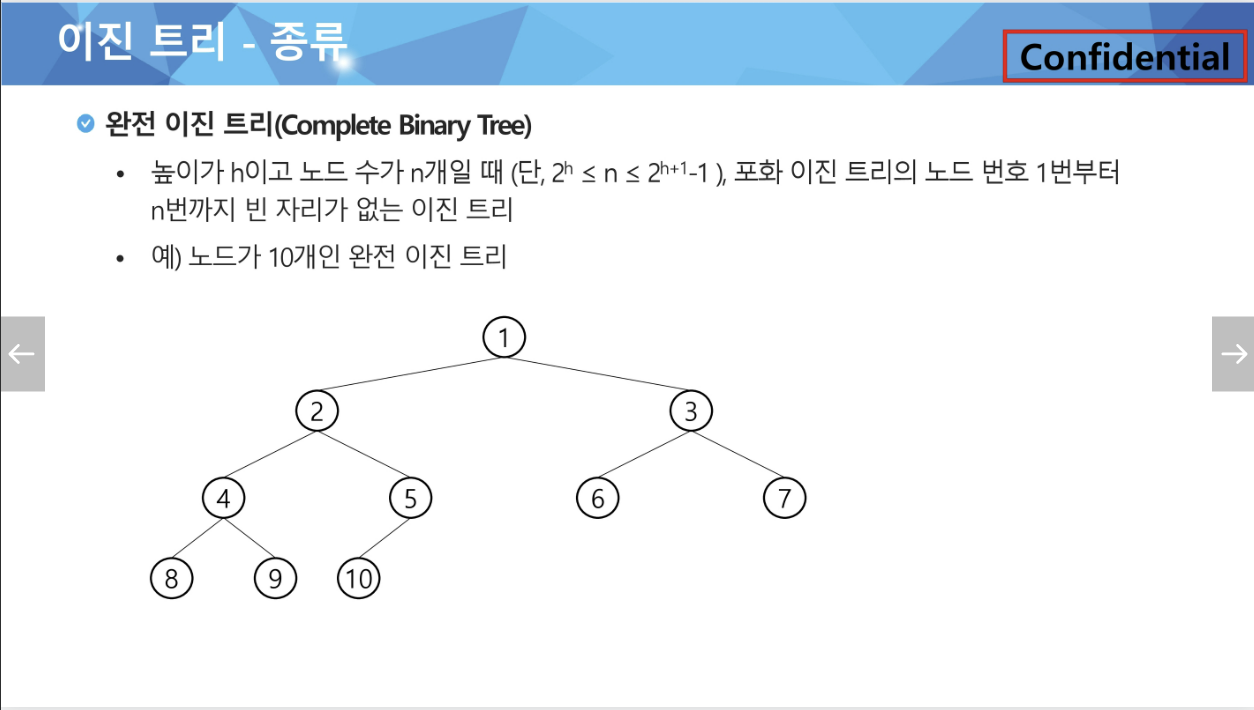 이진 트리 - 종류
Confidential
완전 이진 트리(Complete Binary Tree)
• 높이가 h이고 노드 수가 n개일 때 (단, 2ʰ ≤ n ≤ 2ʰ⁺¹-1 ), 포화 이진 트리의 노드 번호 1번부터
n번까지 빈 자리가 없는 이진 트리
• 예) 노드가 10개인 완전 이진 트리
1
2 3
4 5 6 7
8 9 10